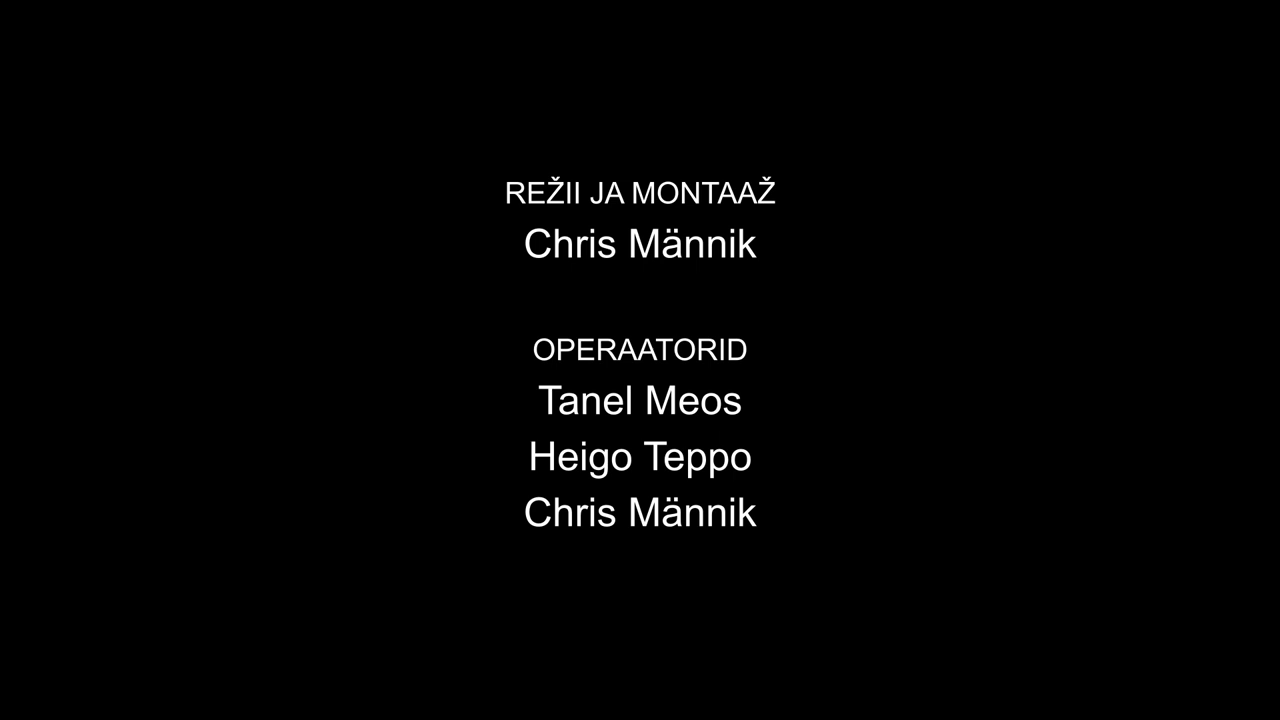 REŽII JA MONTAAŽ
Chris Männik
OPERAATORID
Tanel Meos
Heigo Teppo
Chris Männik